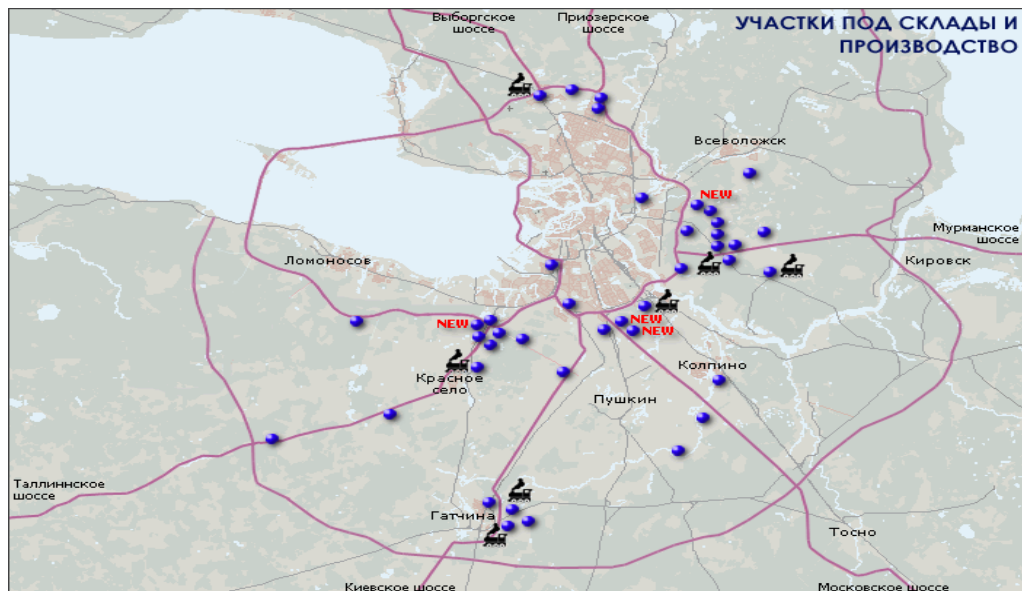 Выборгское
шоссе
Приозерское
шоссе
УЧАСТКИ ПОД СКЛАДЫ И
ПРОИЗВОДСТВО
Всеволожск
NEW
Мурманское
шоссе
Ломоносов
Кировск
NEW
NEW
NEW
Колпино
Красное
село
Пушкин
Таллиннское
шоссе
Гатчина
Тосно
Киевское шоссе
Московское шоссе